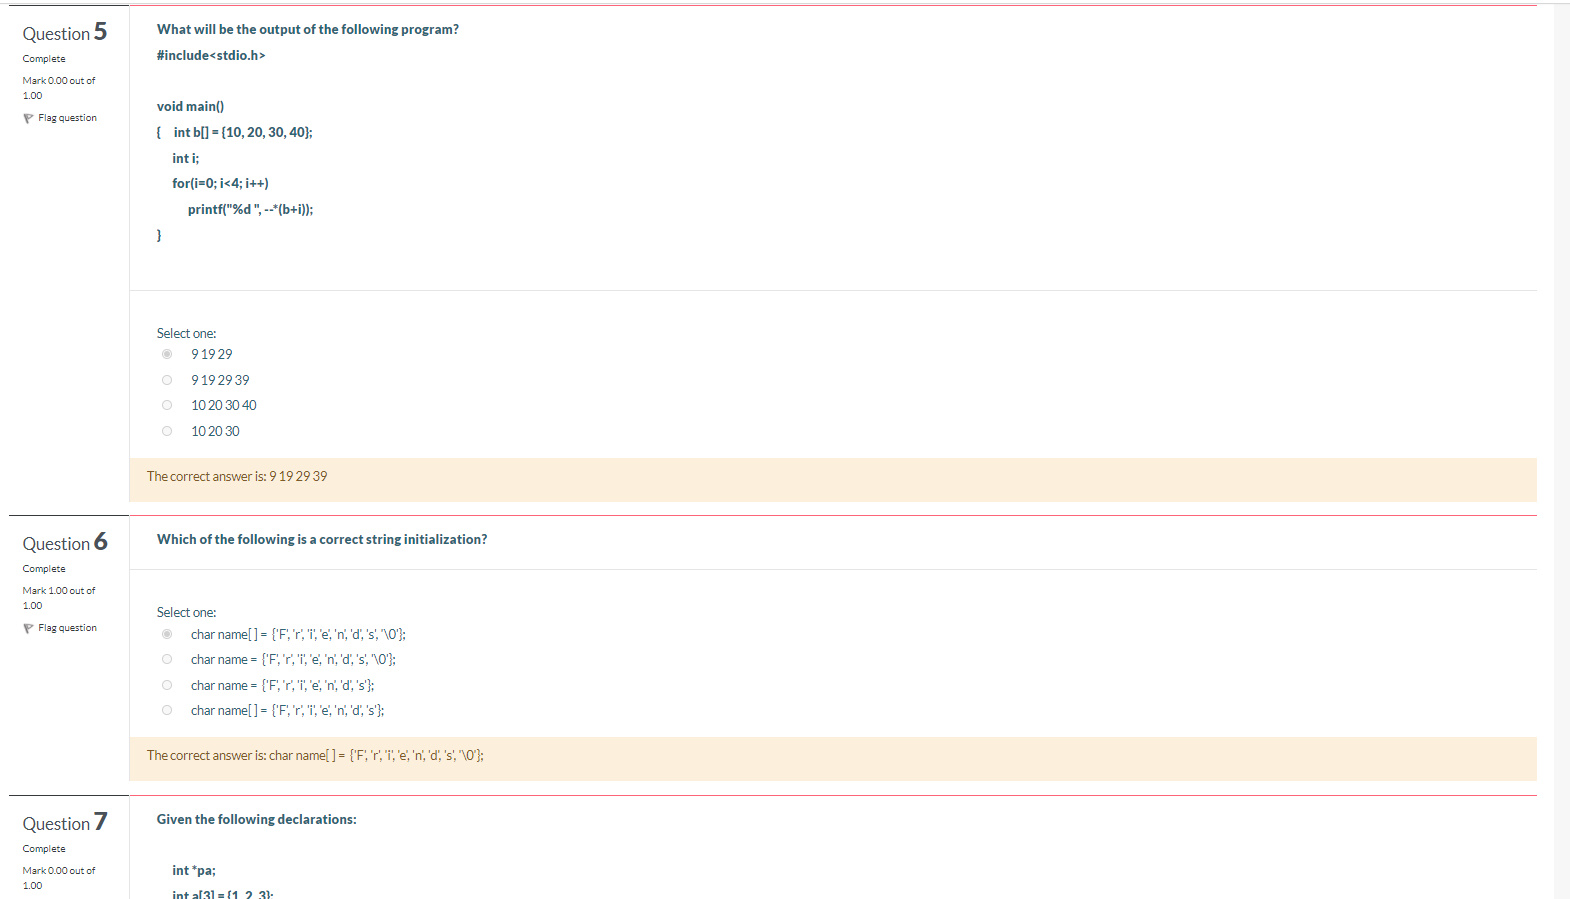 Question 5
Complete
Mark 0.00 out of
1.00
Flag question
What will be the output of the following program?
#include<stdio.h>
void main()
{ int b[] = {10, 20, 30, 40};
int i;
for(i=0; i<4; i++)
printf("%d ", --*(b+i));
}
Select one:
9 19 29
9 19 29 39
10 20 30 40
10 20 30
The correct answer is: 9 19 29 39
Question 6
Complete
Mark 1.00 out of
1.00
Flag question
Which of the following is a correct string initialization?
Select one:
char name[ ] = {'F', 'r', 'i', 'e', 'n', 'd', 's', '\0'};
char name = {'F', 'r', 'i', 'e', 'n', 'd', 's', '\0'};
char name = {'F', 'r', 'i', 'e', 'n', 'd', 's'};
char name[ ] = {'F', 'r', 'i', 'e', 'n', 'd', 's'};
The correct answer is: char name[ ] = {'F', 'r', 'i', 'e', 'n', 'd', 's', '\0'};
Question 7
Complete
Mark 0.00 out of
1.00
Given the following declarations:
int *pa;
int a[3] = {1, 2, 3};